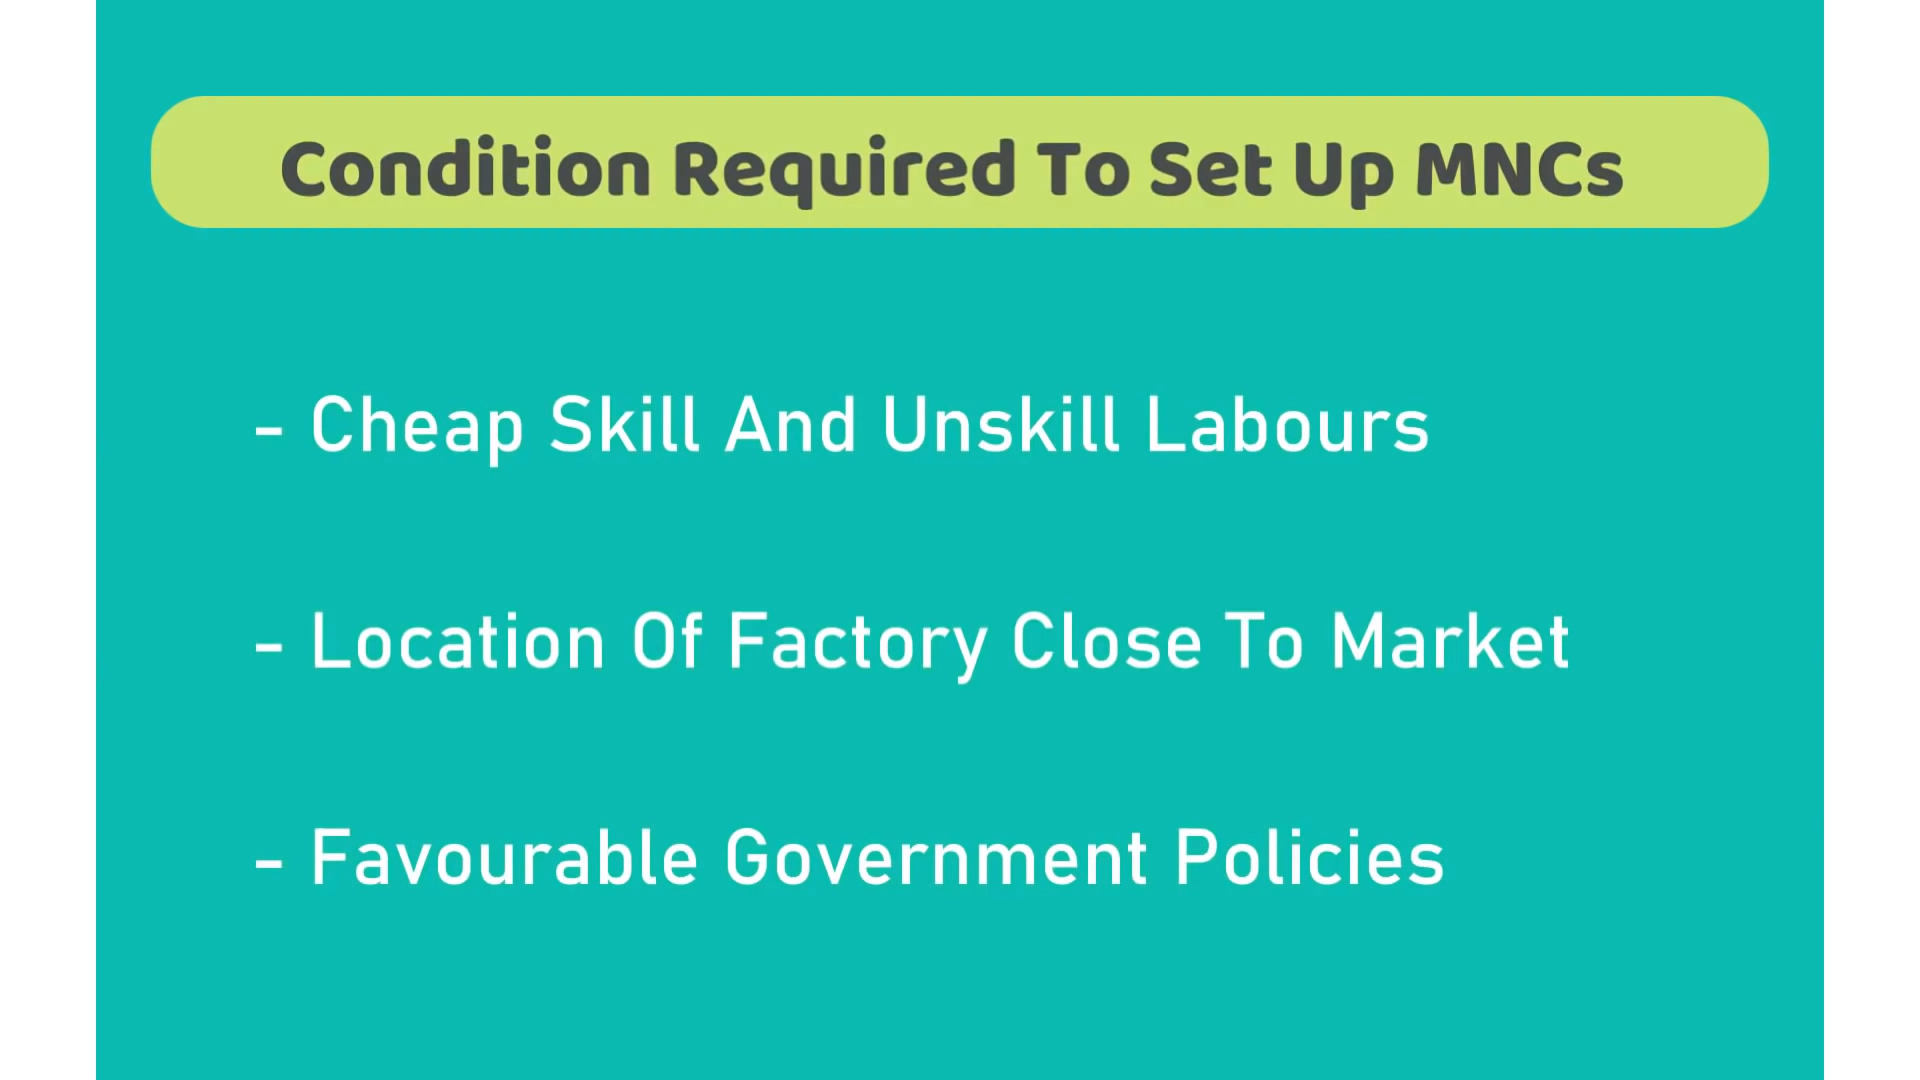 Condition Required To Set Up MNCs
- Cheap Skill And Unskill Labours
- Location Of Factory Close To Market
- Favourable Government Policies